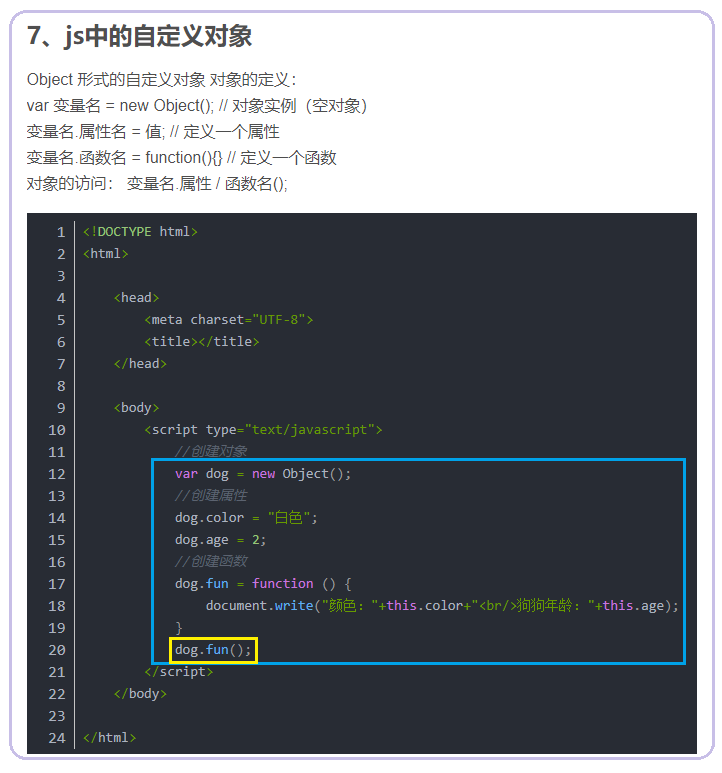 7、js中的自定义对象
Object 形式的自定义对象 对象的定义：
var 变量名 = new Object(); // 对象实例（空对象）
变量名.属性名 = 值; // 定义一个属性
变量名.函数名 = function(){} // 定义一个函数
对象的访问： 变量名.属性 / 函数名();
1 <!DOCTYPE html>
2 <html>
3
4     <head>
5         <meta charset="UTF-8">
6         <title></title>
7     </head>
8
9     <body>
10         <script type="text/javascript">
11             //创建对象
12             var dog = new Object();
13             //创建属性
14             dog.color = "白色";
15             dog.age = 2;
16             //创建函数
17             dog.fun = function () {
18                 document.write("颜色："+this.color+"<br/>狗狗年龄："+this.age);
19             }
20             dog.fun();
21         </script>
22     </body>
23
24 </html>